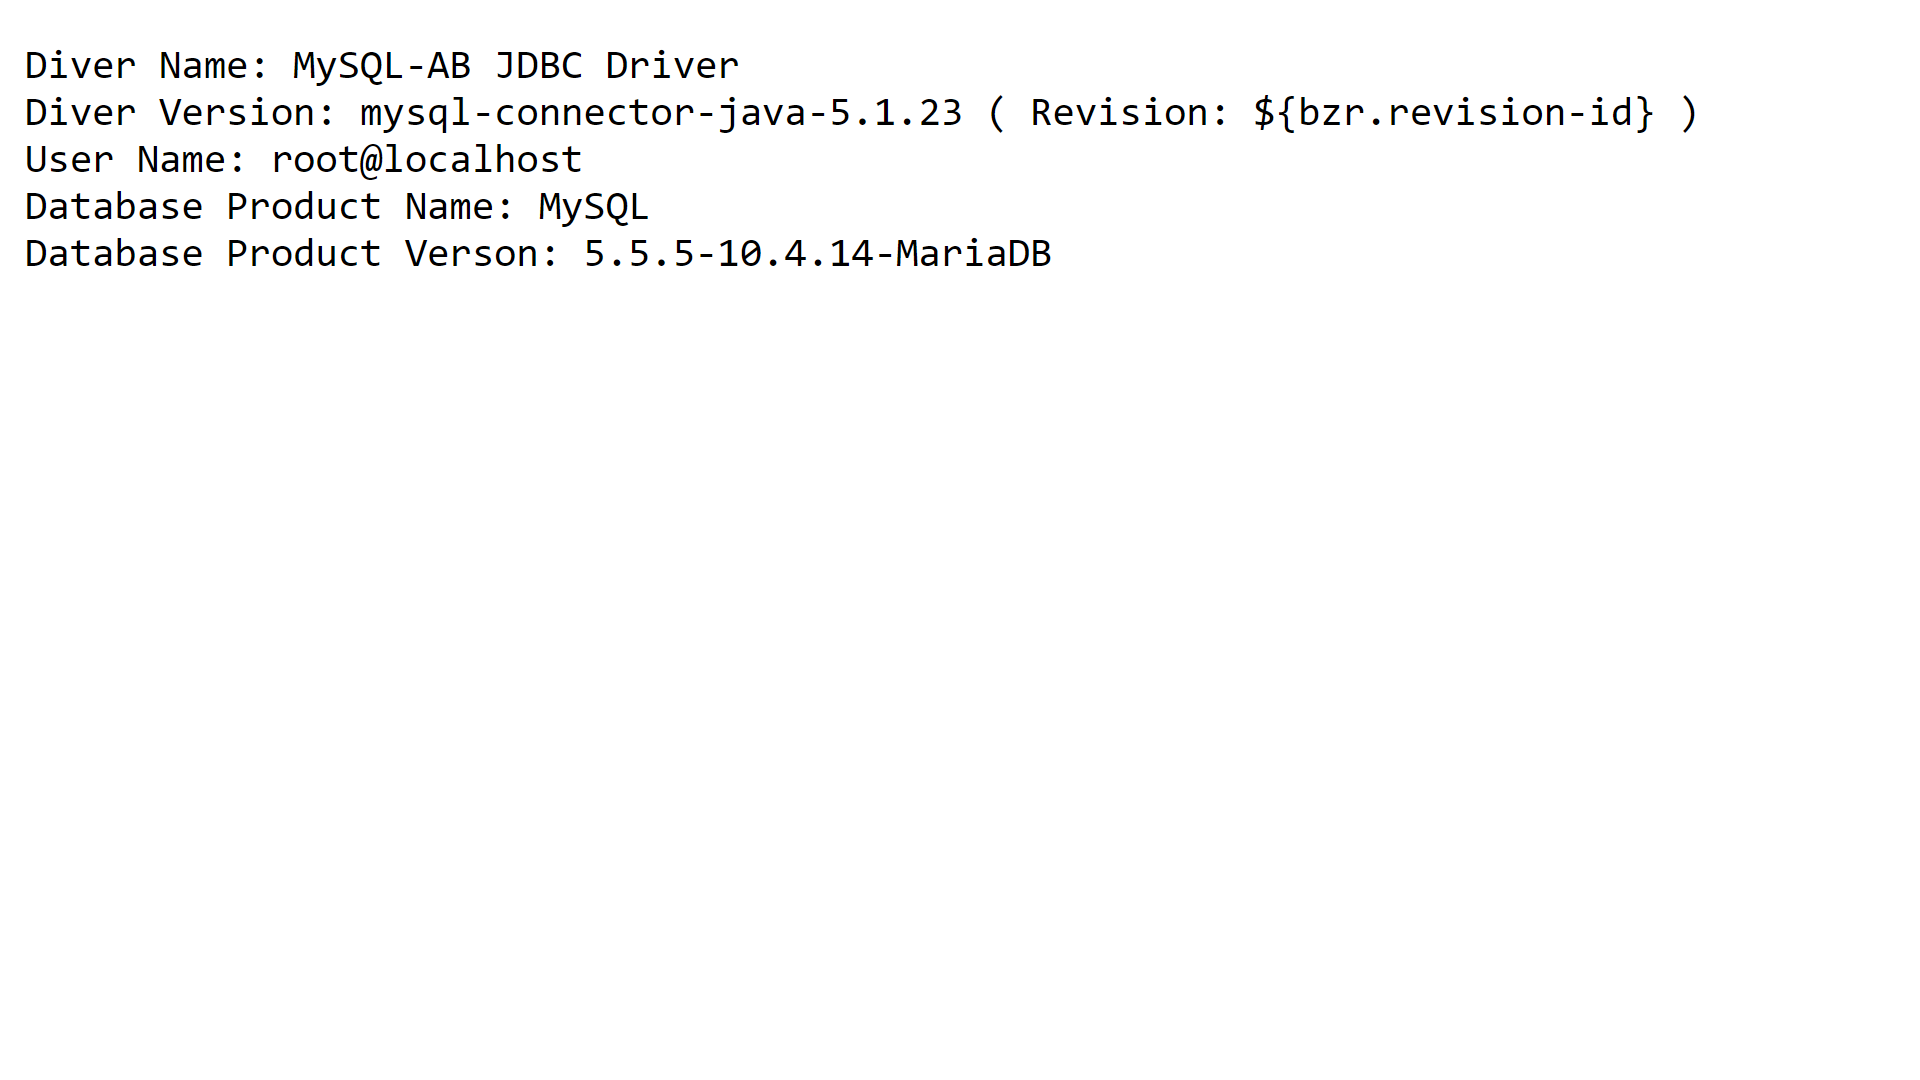 Diver Name: MySQL-AB JDBC Driver
Diver Version: mysql-connector-java-5.1.23 ( Revision: ${bzr.revision-id} )
User Name: root@localhost
Database Product Name: MySQL
Database Product Verson: 5.5.5-10.4.14-MariaDB